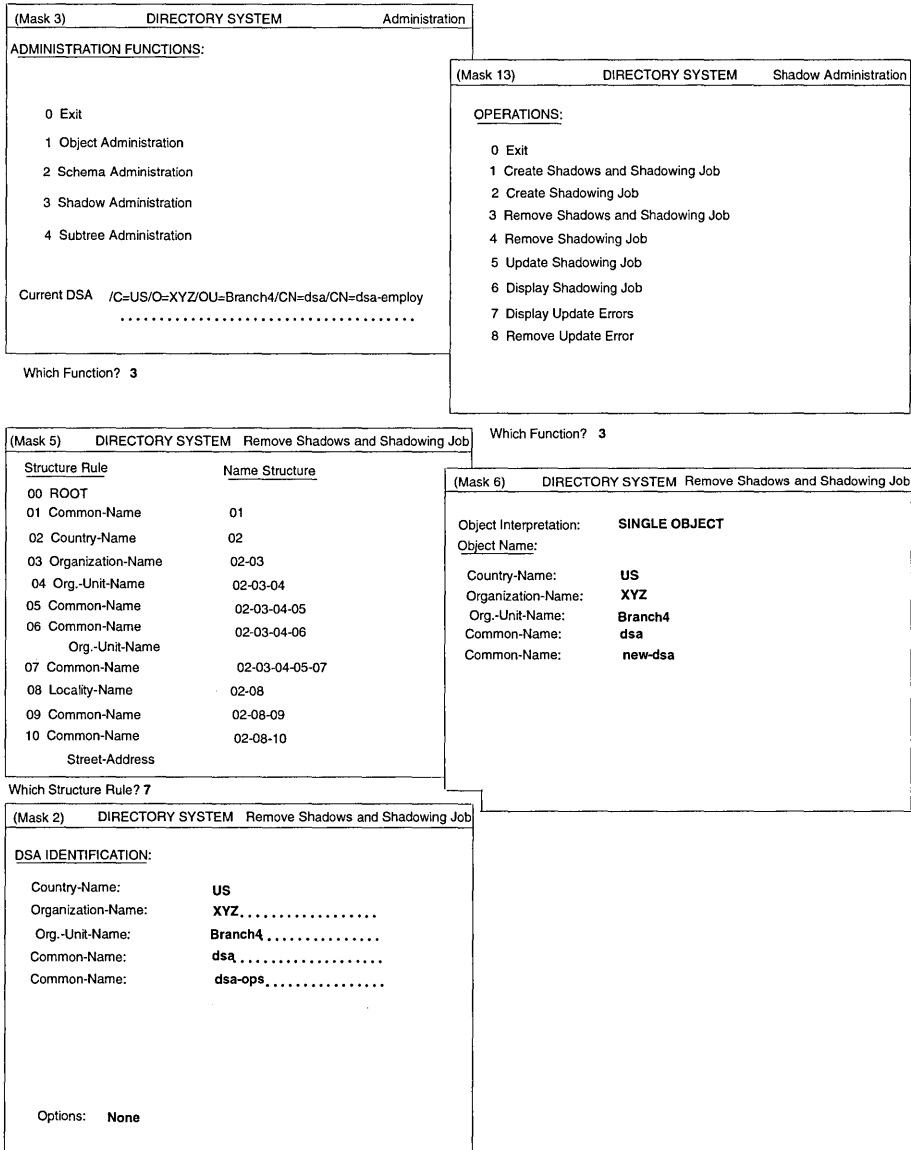 (Mask 3) DIRECTORY SYSTEM Administration
ADMINISTRATION FUNCTIONS:
0 Exit
1 Object Administration
2 Schema Administration
3 Shadow Administration
4 Subtree Administration
Current DSA /C=US/O=XYZ/OU=Branch4/CN=dsa/CN=dsa-employ
Which Function? 3
(Mask 13) DIRECTORY SYSTEM Shadow Administration
OPERATIONS:
0 Exit
1 Create Shadows and Shadowing Job
2 Create Shadowing Job
3 Remove Shadows and Shadowing Job
4 Remove Shadowing Job
5 Update Shadowing Job
6 Display Shadowing Job
7 Display Update Errors
8 Remove Update Error
Which Function? 3
(Mask 5) DIRECTORY SYSTEM Remove Shadows and Shadowing Job
Structure Rule Name Structure
00 ROOT
01 Common-Name 01
02 Country-Name 02
03 Organization-Name 02-03
04 Org.-Unit-Name 02-03-04
05 Common-Name 02-03-04-05
06 Common-Name 02-03-04-06
Org.-Unit-Name
07 Common-Name 02-03-04-05-07
08 Locality-Name 02-08
09 Common-Name 02-08-09
10 Common-Name 02-08-10
Street-Address
Which Structure Rule? 7
(Mask 6) DIRECTORY SYSTEM Remove Shadows and Shadowing Job
Object Interpretation: SINGLE OBJECT
Object Name:
Country-Name: US
Organization-Name: XYZ
Org.-Unit-Name: Branch4
Common-Name: dsa
Common-Name: new-dsa
(Mask 2) DIRECTORY SYSTEM Remove Shadows and Shadowing Job
DSA IDENTIFICATION:
Country-Name: US
Organization-Name: XYZ
Org.-Unit-Name: Branch4
Common-Name: dsa
Common-Name: dsa-ops
Options: None